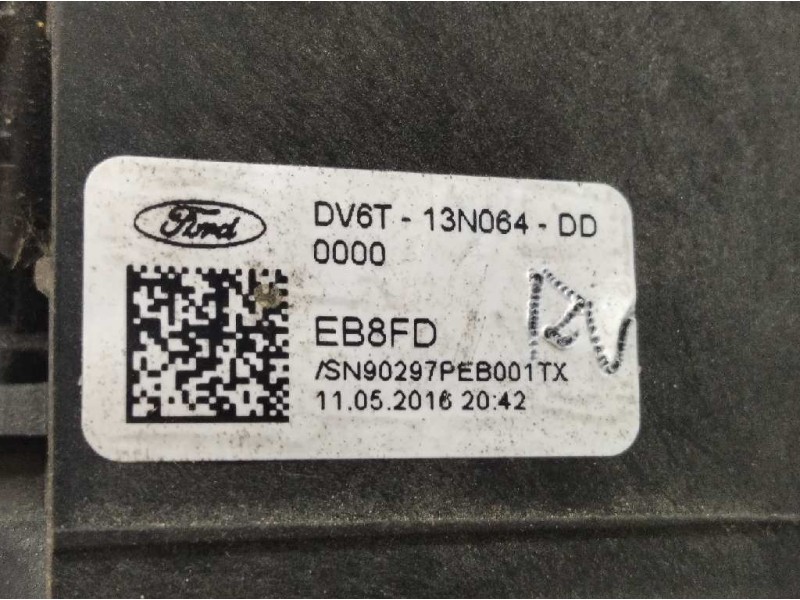 Ford
DV6T - 13N064 - DD
0000
EB8FD
/SN90297PEB001TX
11.05.2016 20:42